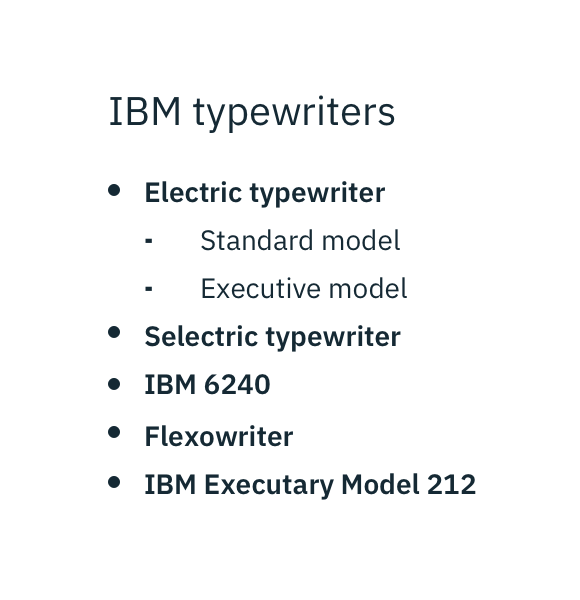 IBM typewriters
• Electric typewriter
- Standard model
- Executive model
• Selectric typewriter
• IBM 6240
• Flexowriter
• IBM Executary Model 212